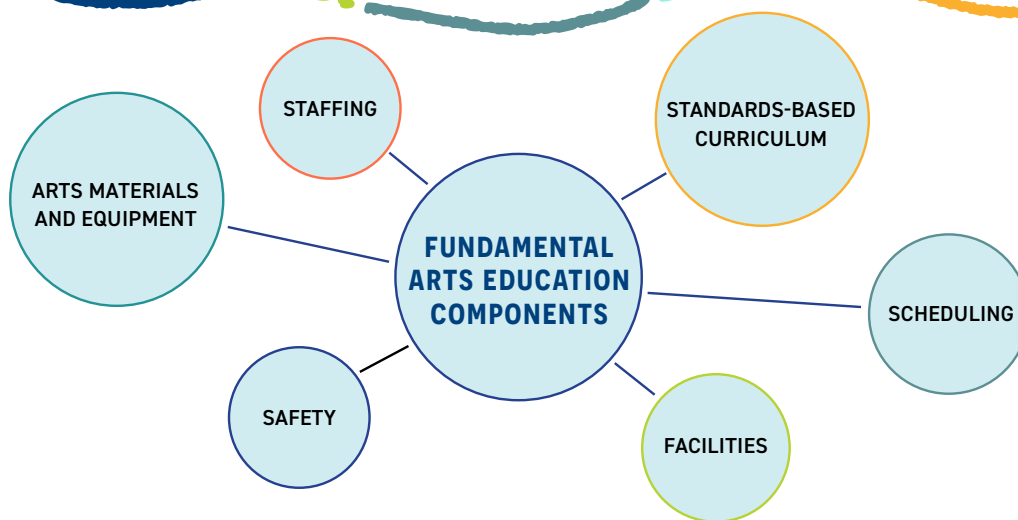 STAFFING
STANDARDS-BASED
CURRICULUM
ARTS MATERIALS
AND EQUIPMENT
FUNDAMENTAL
ARTS EDUCATION
COMPONENTS
SCHEDULING
SAFETY
FACILITIES